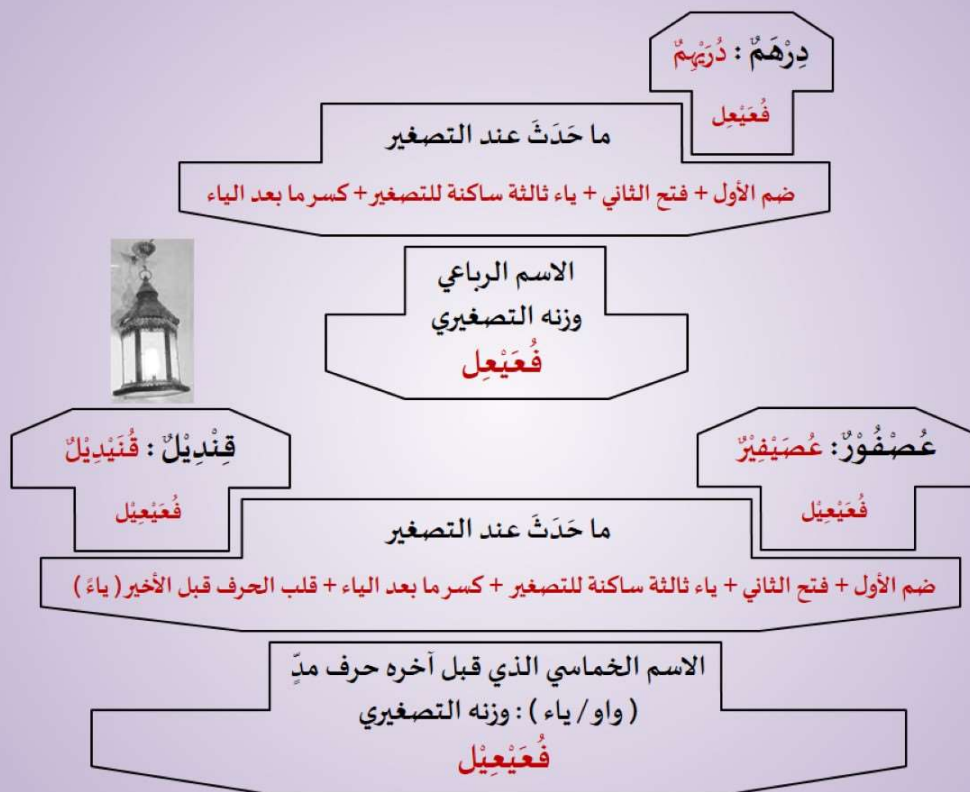 دِرْهَمٌ : دُرَيْهِمٌ
فُعَيْعِل
ما حَدَثَ عند التصغير
ضم الأول + فتح الثاني + ياء ثالثة ساكنة للتصغير + كسر ما بعد الياء
الاسم الرباعي
وزنه التصغيري
فُعَيْعِل
عُصْفُوْرٌ : عُصَيْفِيْرٌ
فُعَيْعِيْل
قِنْدِيْلٌ : قُنَيْدِيْلٌ
فُعَيْعِيْل
ما حَدَثَ عند التصغير
ضم الأول + فتح الثاني + ياء ثالثة ساكنة للتصغير + كسر ما بعد الياء + قلب الحرف قبل الأخير ( ياءً )
الاسم الخماسي الذي قبل آخره حرف مدٍّ
( واو / ياء ) : وزنه التصغيري
فُعَيْعِيْل